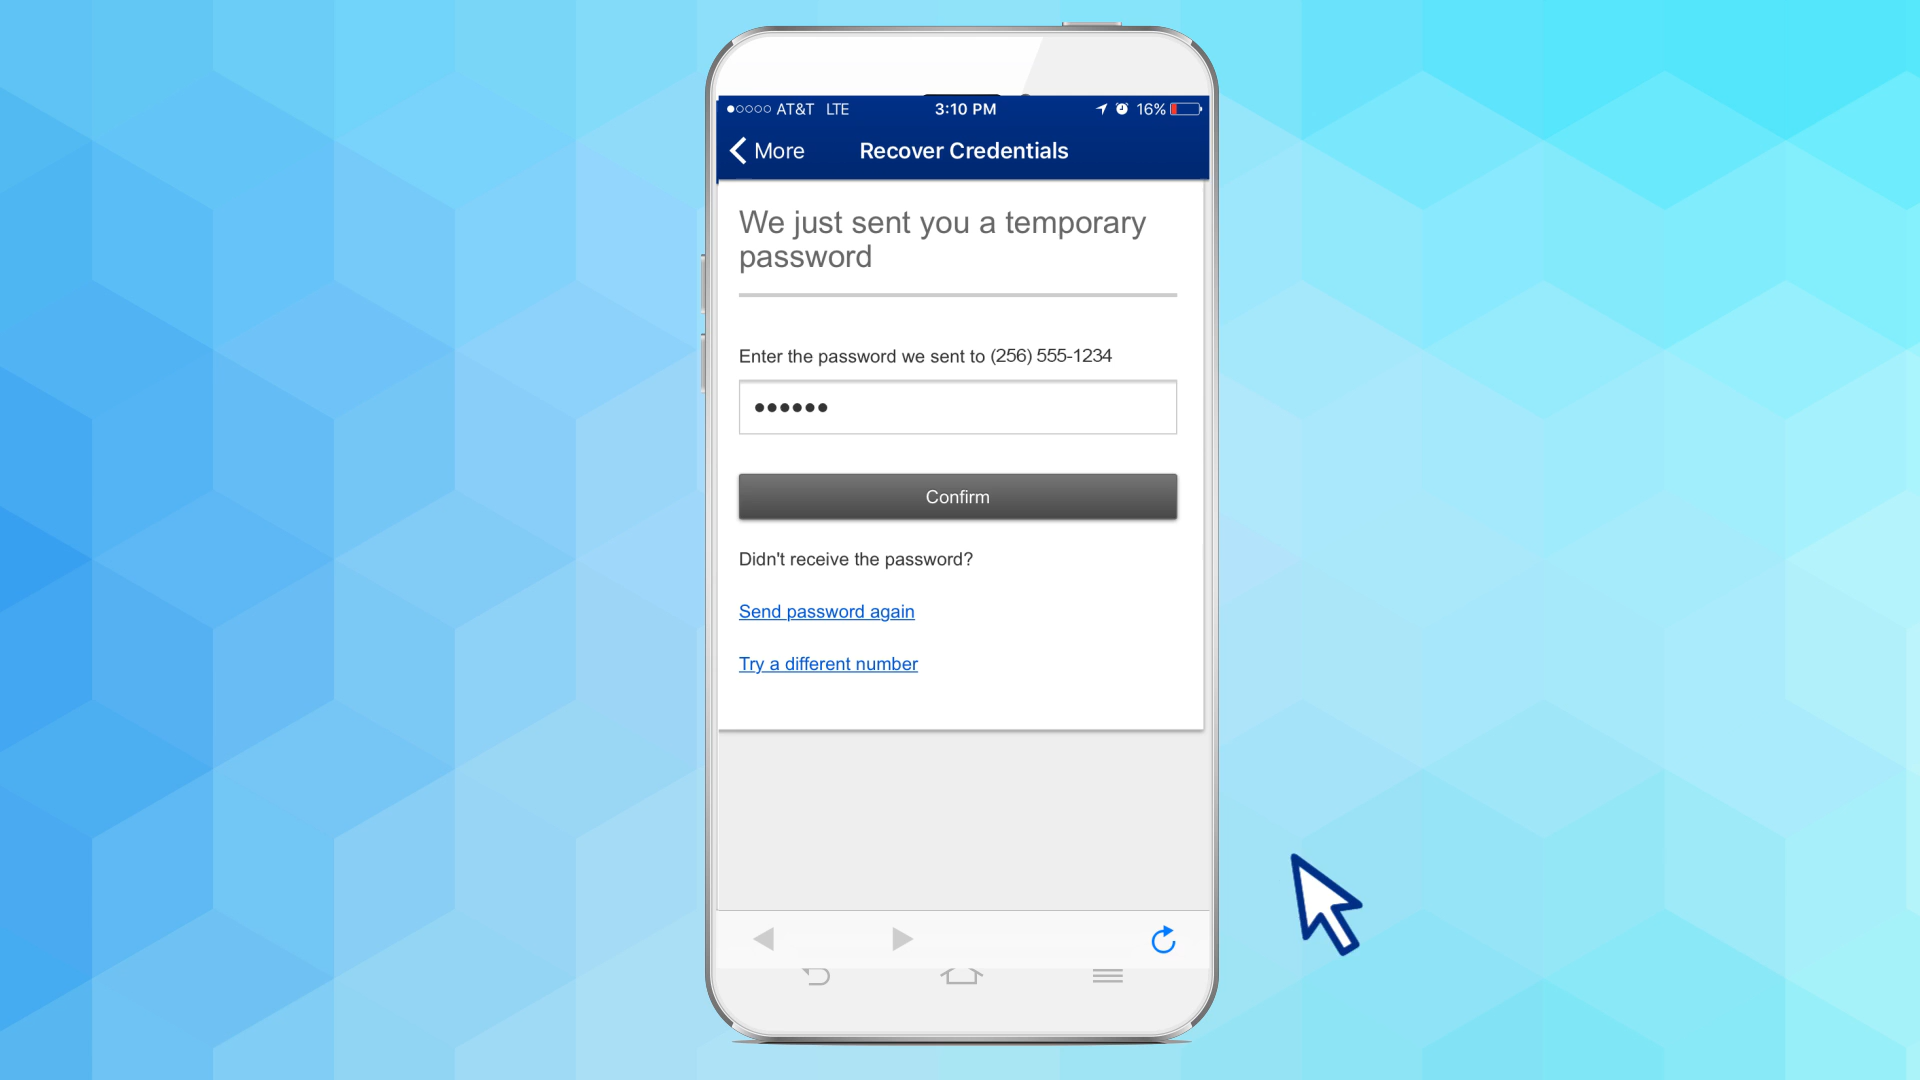 AT&T LTE 3:10 PM 16%
More Recover Credentials
We just sent you a temporary
password
Enter the password we sent to (256) 555-1234
••••••
Confirm
Didn't receive the password?
Send password again
Try a different number